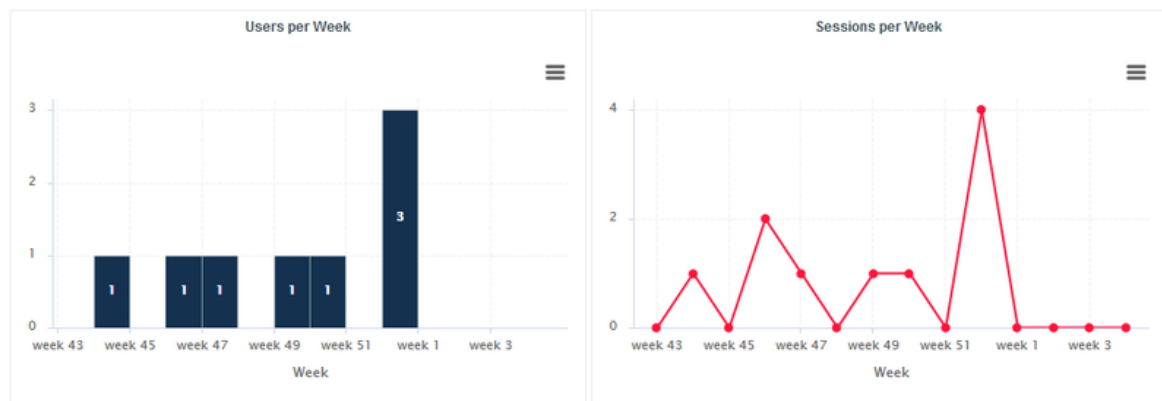 Users per Week
3
2
1
0
1
1
1
1
1
3
week 43
week 45
week 47
week 49
week 51
week 1
week 3
Week
Sessions per Week
4
2
0
week 43
week 45
week 47
week 49
week 51
week 1
week 3
Week